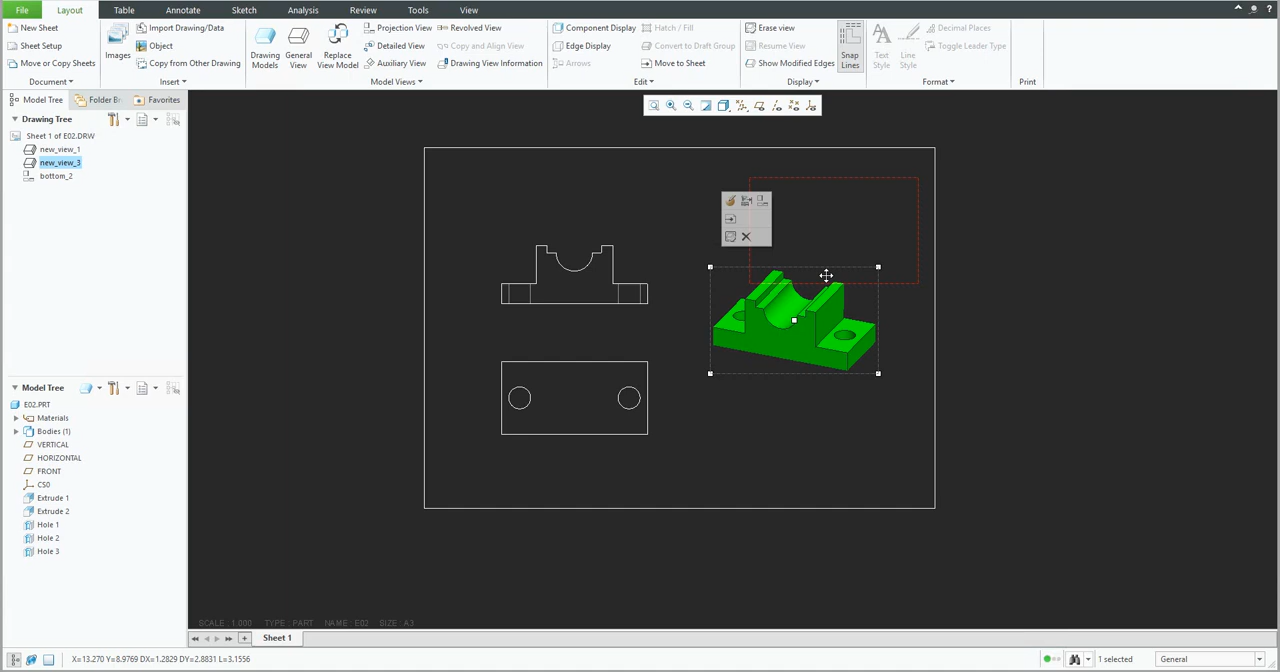 File Layout Table Annotate Sketch Analysis Review Tools View
New Sheet
Sheet Setup
Move or Copy Sheets
Document
Images
Import Drawing/Data
Object
Copy from Other Drawing
Insert
Drawing Models
General View
Replace View Model
Projection View
Detailed View
Auxiliary View
Revolved View
Copy and Align View
Drawing View Information
Model Views
Component Display
Edge Display
Arrows
Hatch / Fill
Convert to Draft Group
Move to Sheet
Edit
Erase view
Resume View
Show Modified Edges
Display
Snap Lines
Text Style
Line Style
Decimal Places
Toggle Leader Type
Format
Print
Model Tree Folder Br Favorites
Drawing Tree
Sheet 1 of E02.DRW
new_view_1
new_view_3
bottom_2
Model Tree
E02.PRT
Materials
Bodies (1)
VERTICAL
HORIZONTAL
FRONT
CS0
Extrude 1
Extrude 2
Hole 1
Hole 2
Hole 3
SCALE : 1.000 TYPE : PART NAME : E02 SIZE : A3
Sheet 1
X=13.270 Y=8.9769 DX=1.2829 DY=2.8831 L=3.1556
1 selected
General